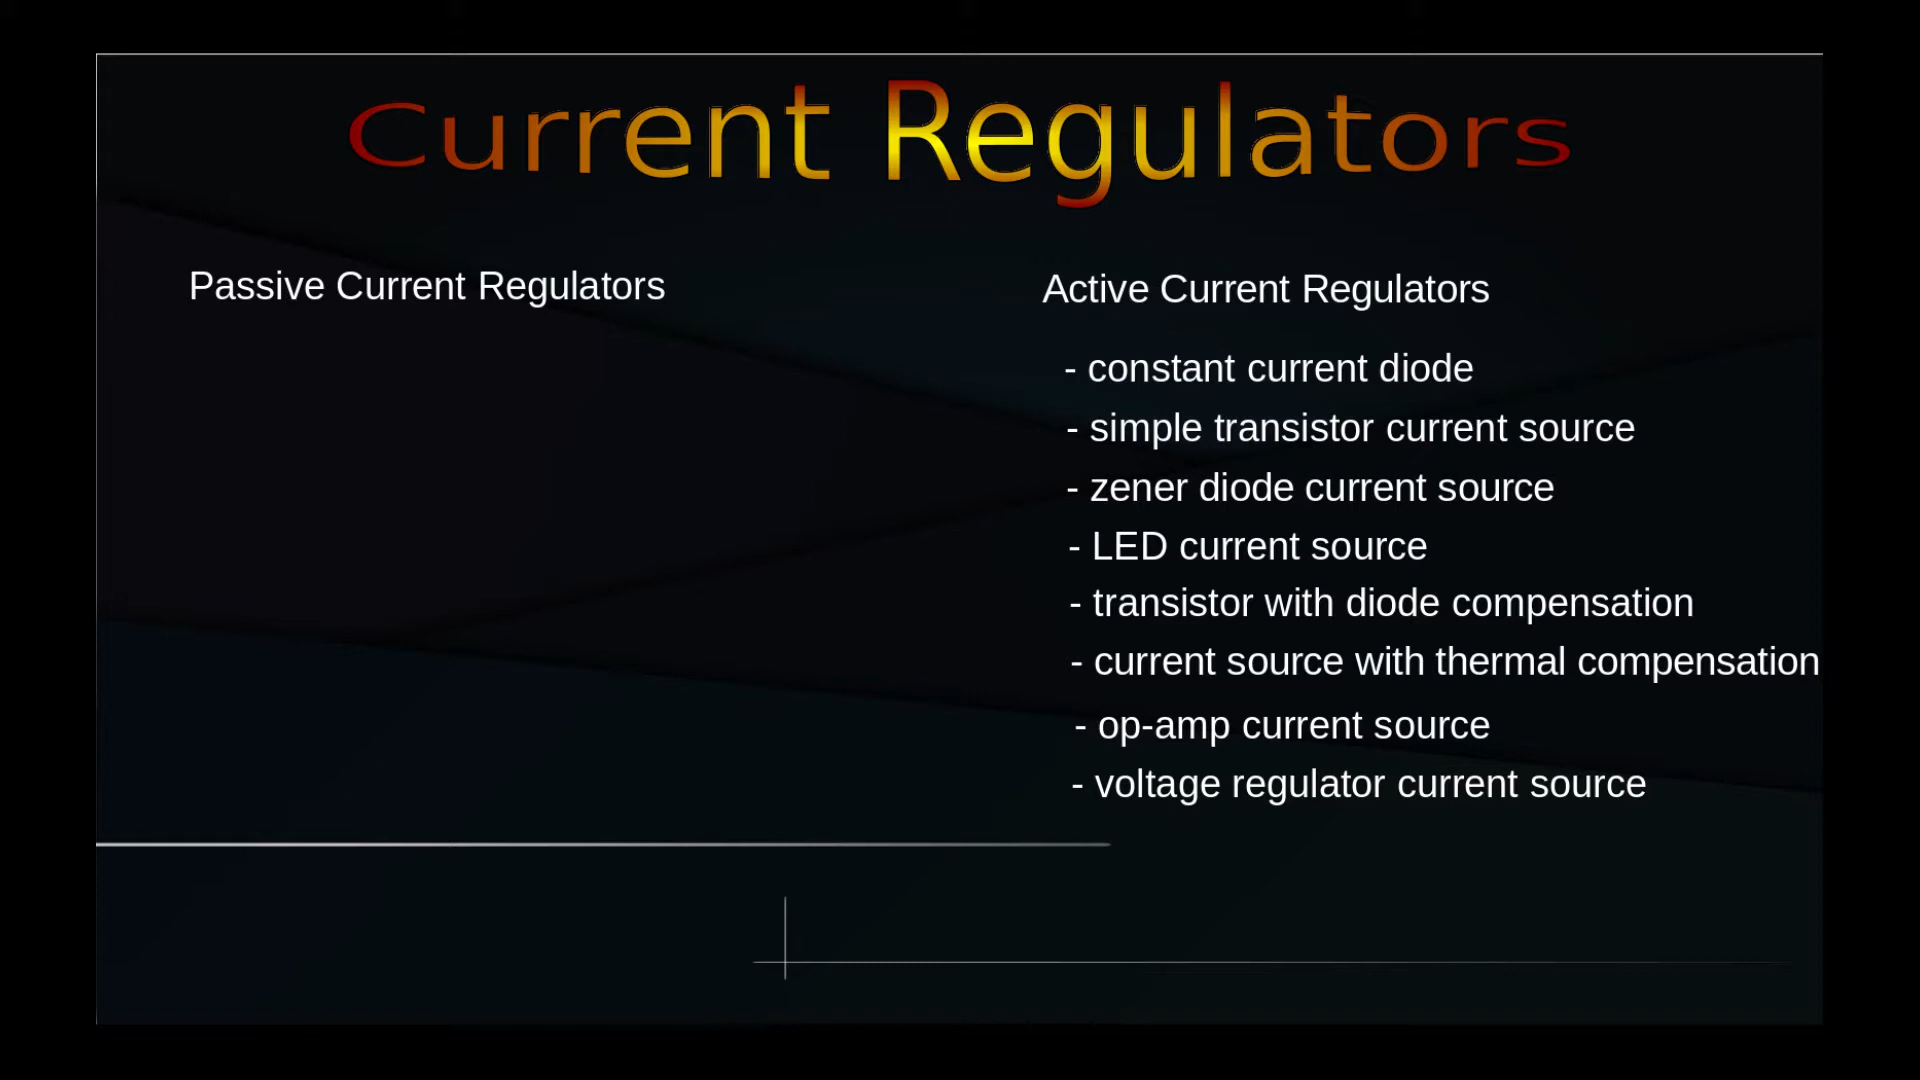 Current Regulators
Passive Current Regulators
Active Current Regulators
- constant current diode
- simple transistor current source
- zener diode current source
- LED current source
- transistor with diode compensation
- current source with thermal compensation
- op-amp current source
- voltage regulator current source